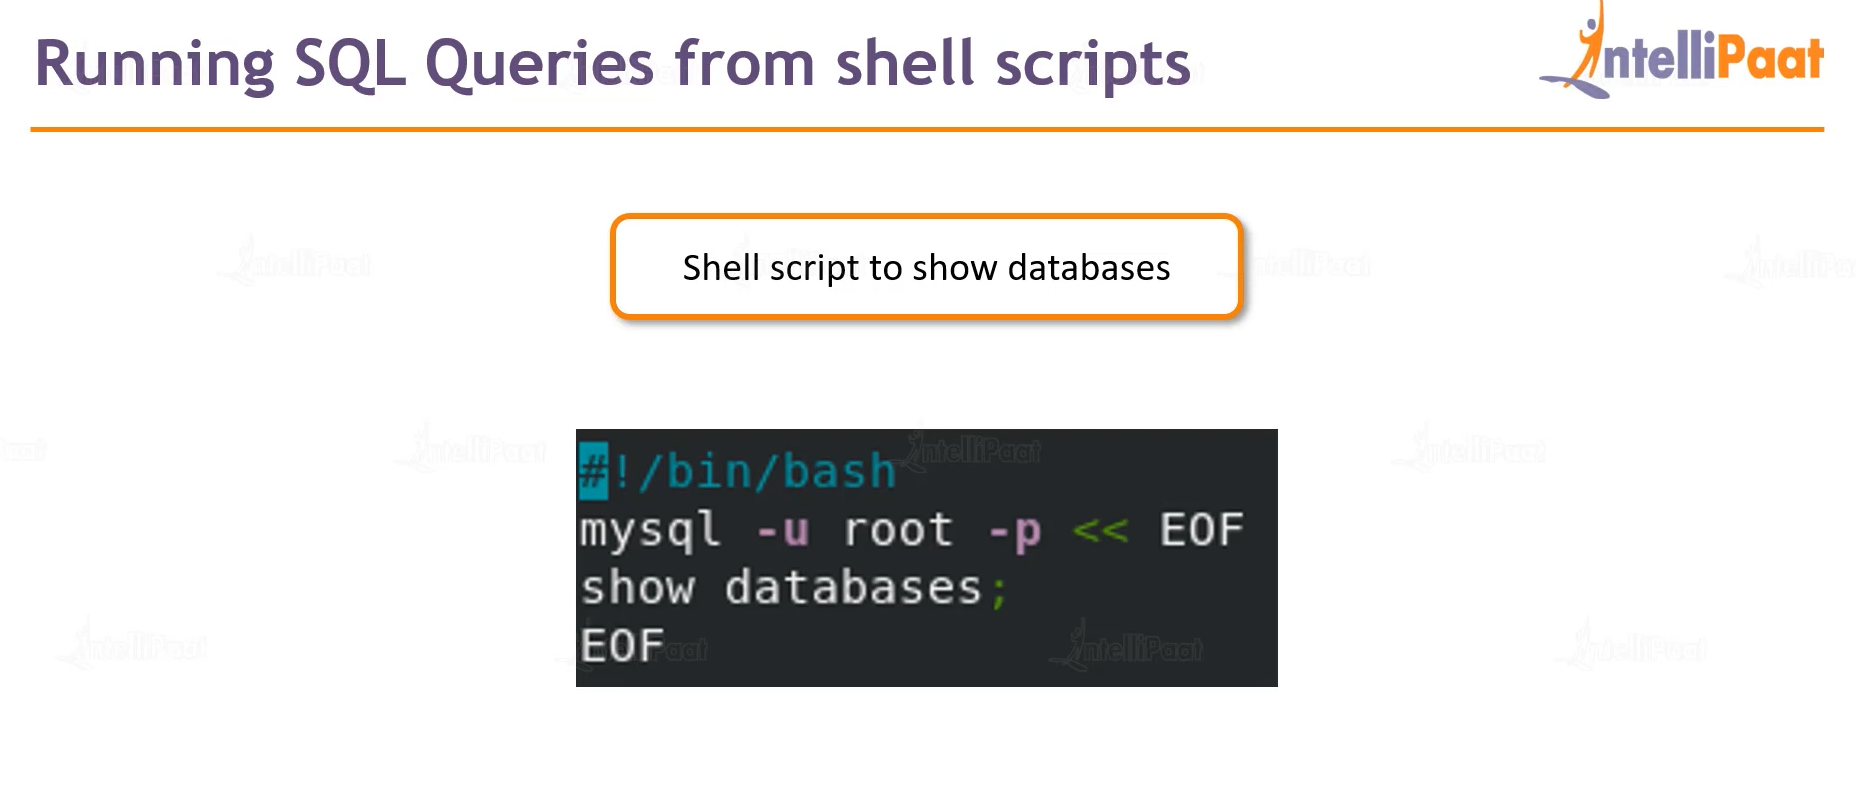 Running SQL Queries from shell scripts
IntelliPaat
Shell script to show databases
#!/bin/bash
mysql -u root -p << EOF
show databases;
EOF